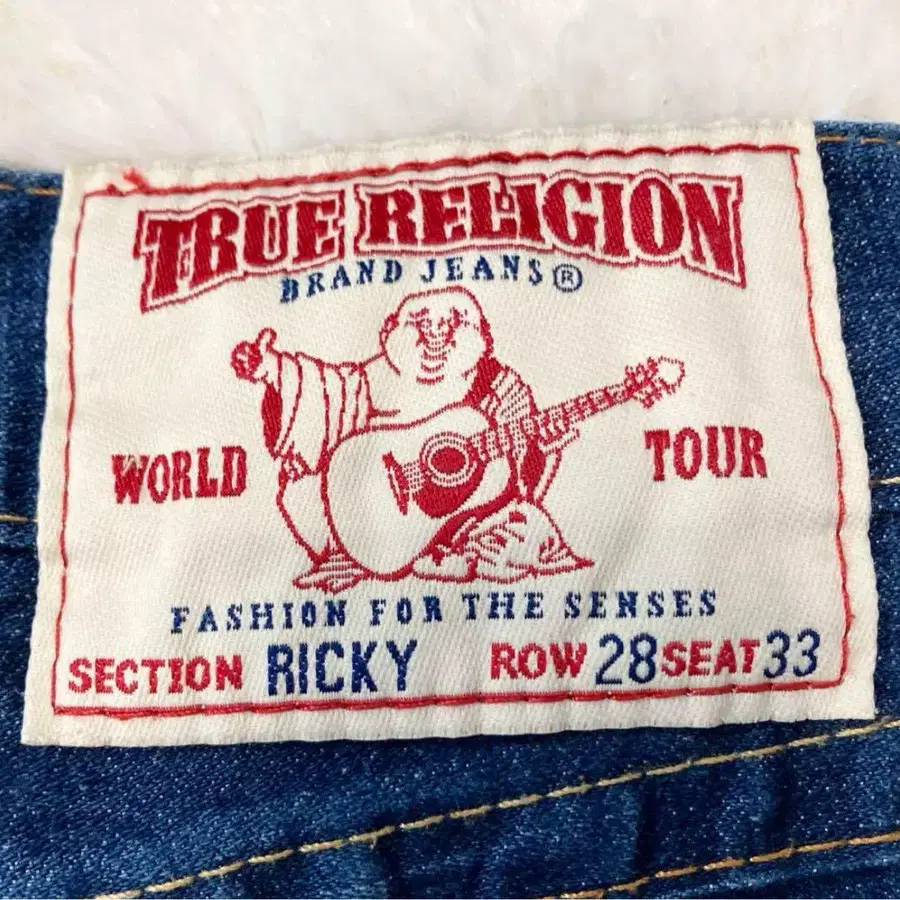 TRUE RELIGION
BRAND JEANS®
WORLD TOUR
FASHION FOR THE SENSES
SECTION RICKY ROW 28 SEAT 33